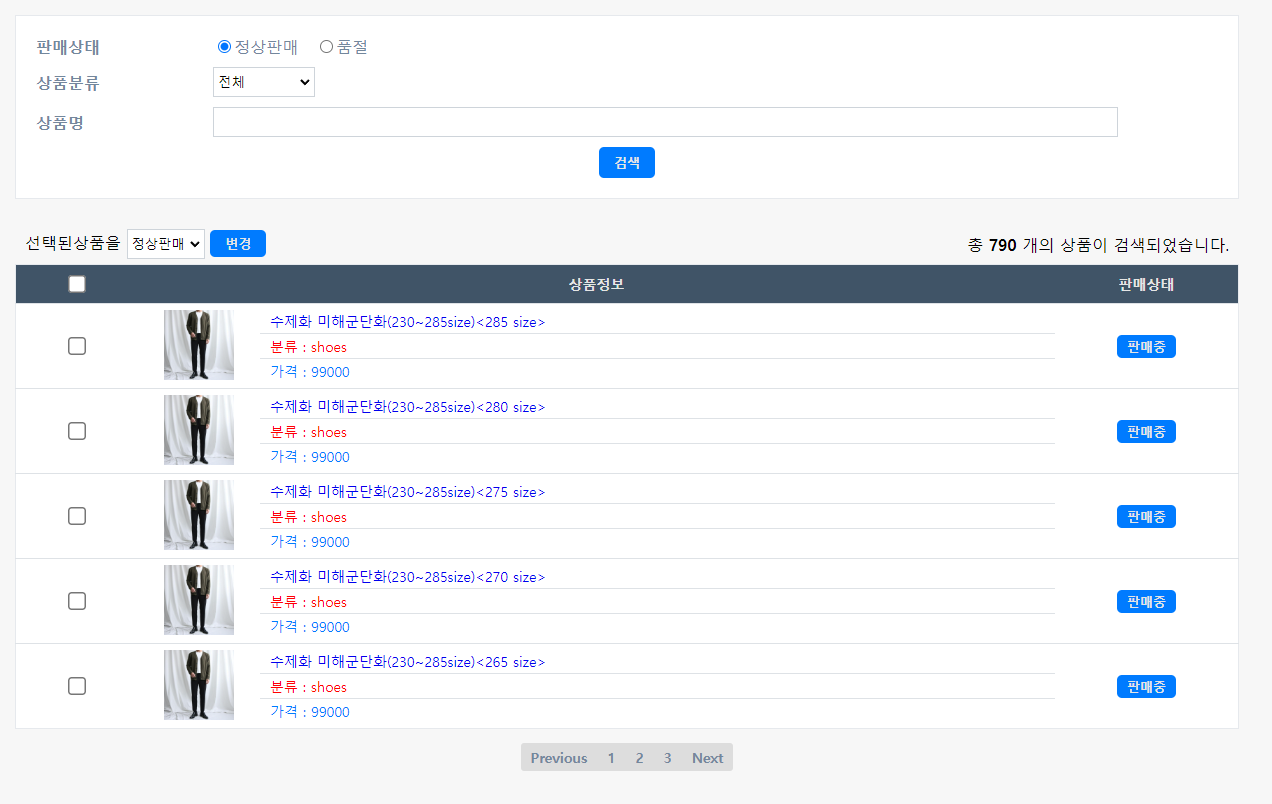 판매상태 정상판매 품절
상품분류 전체
상품명
검색
선택된상품을 정상판매 변경 총 790 개의 상품이 검색되었습니다.
상품정보 판매상태
수제화 미해군단화(230~285size)<285 size>
분류 : shoes
가격 : 99000
판매중
수제화 미해군단화(230~285size)<280 size>
분류 : shoes
가격 : 99000
판매중
수제화 미해군단화(230~285size)<275 size>
분류 : shoes
가격 : 99000
판매중
수제화 미해군단화(230~285size)<270 size>
분류 : shoes
가격 : 99000
판매중
수제화 미해군단화(230~285size)<265 size>
분류 : shoes
가격 : 99000
판매중
Previous 1 2 3 Next